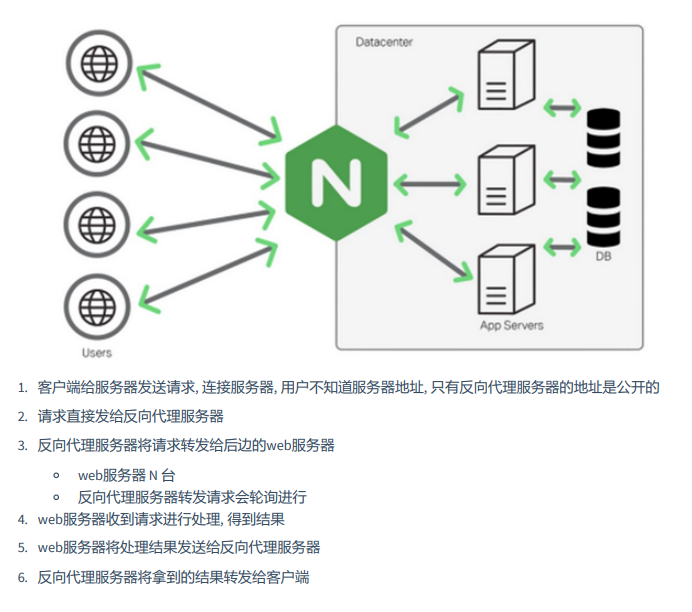 Datacenter
N
DB
App Servers
Users
1. 客户端给服务器发送请求, 连接服务器, 用户不知道服务器地址, 只有反向代理服务器的地址是公开的
2. 请求直接发给反向代理服务器
3. 反向代理服务器将请求转发给后边的web服务器
web服务器 N 台
反向代理服务器转发请求会轮询进行
4. web服务器收到请求进行处理, 得到结果
5. web服务器将处理结果发送给反向代理服务器
6. 反向代理服务器将拿到的结果转发给客户端